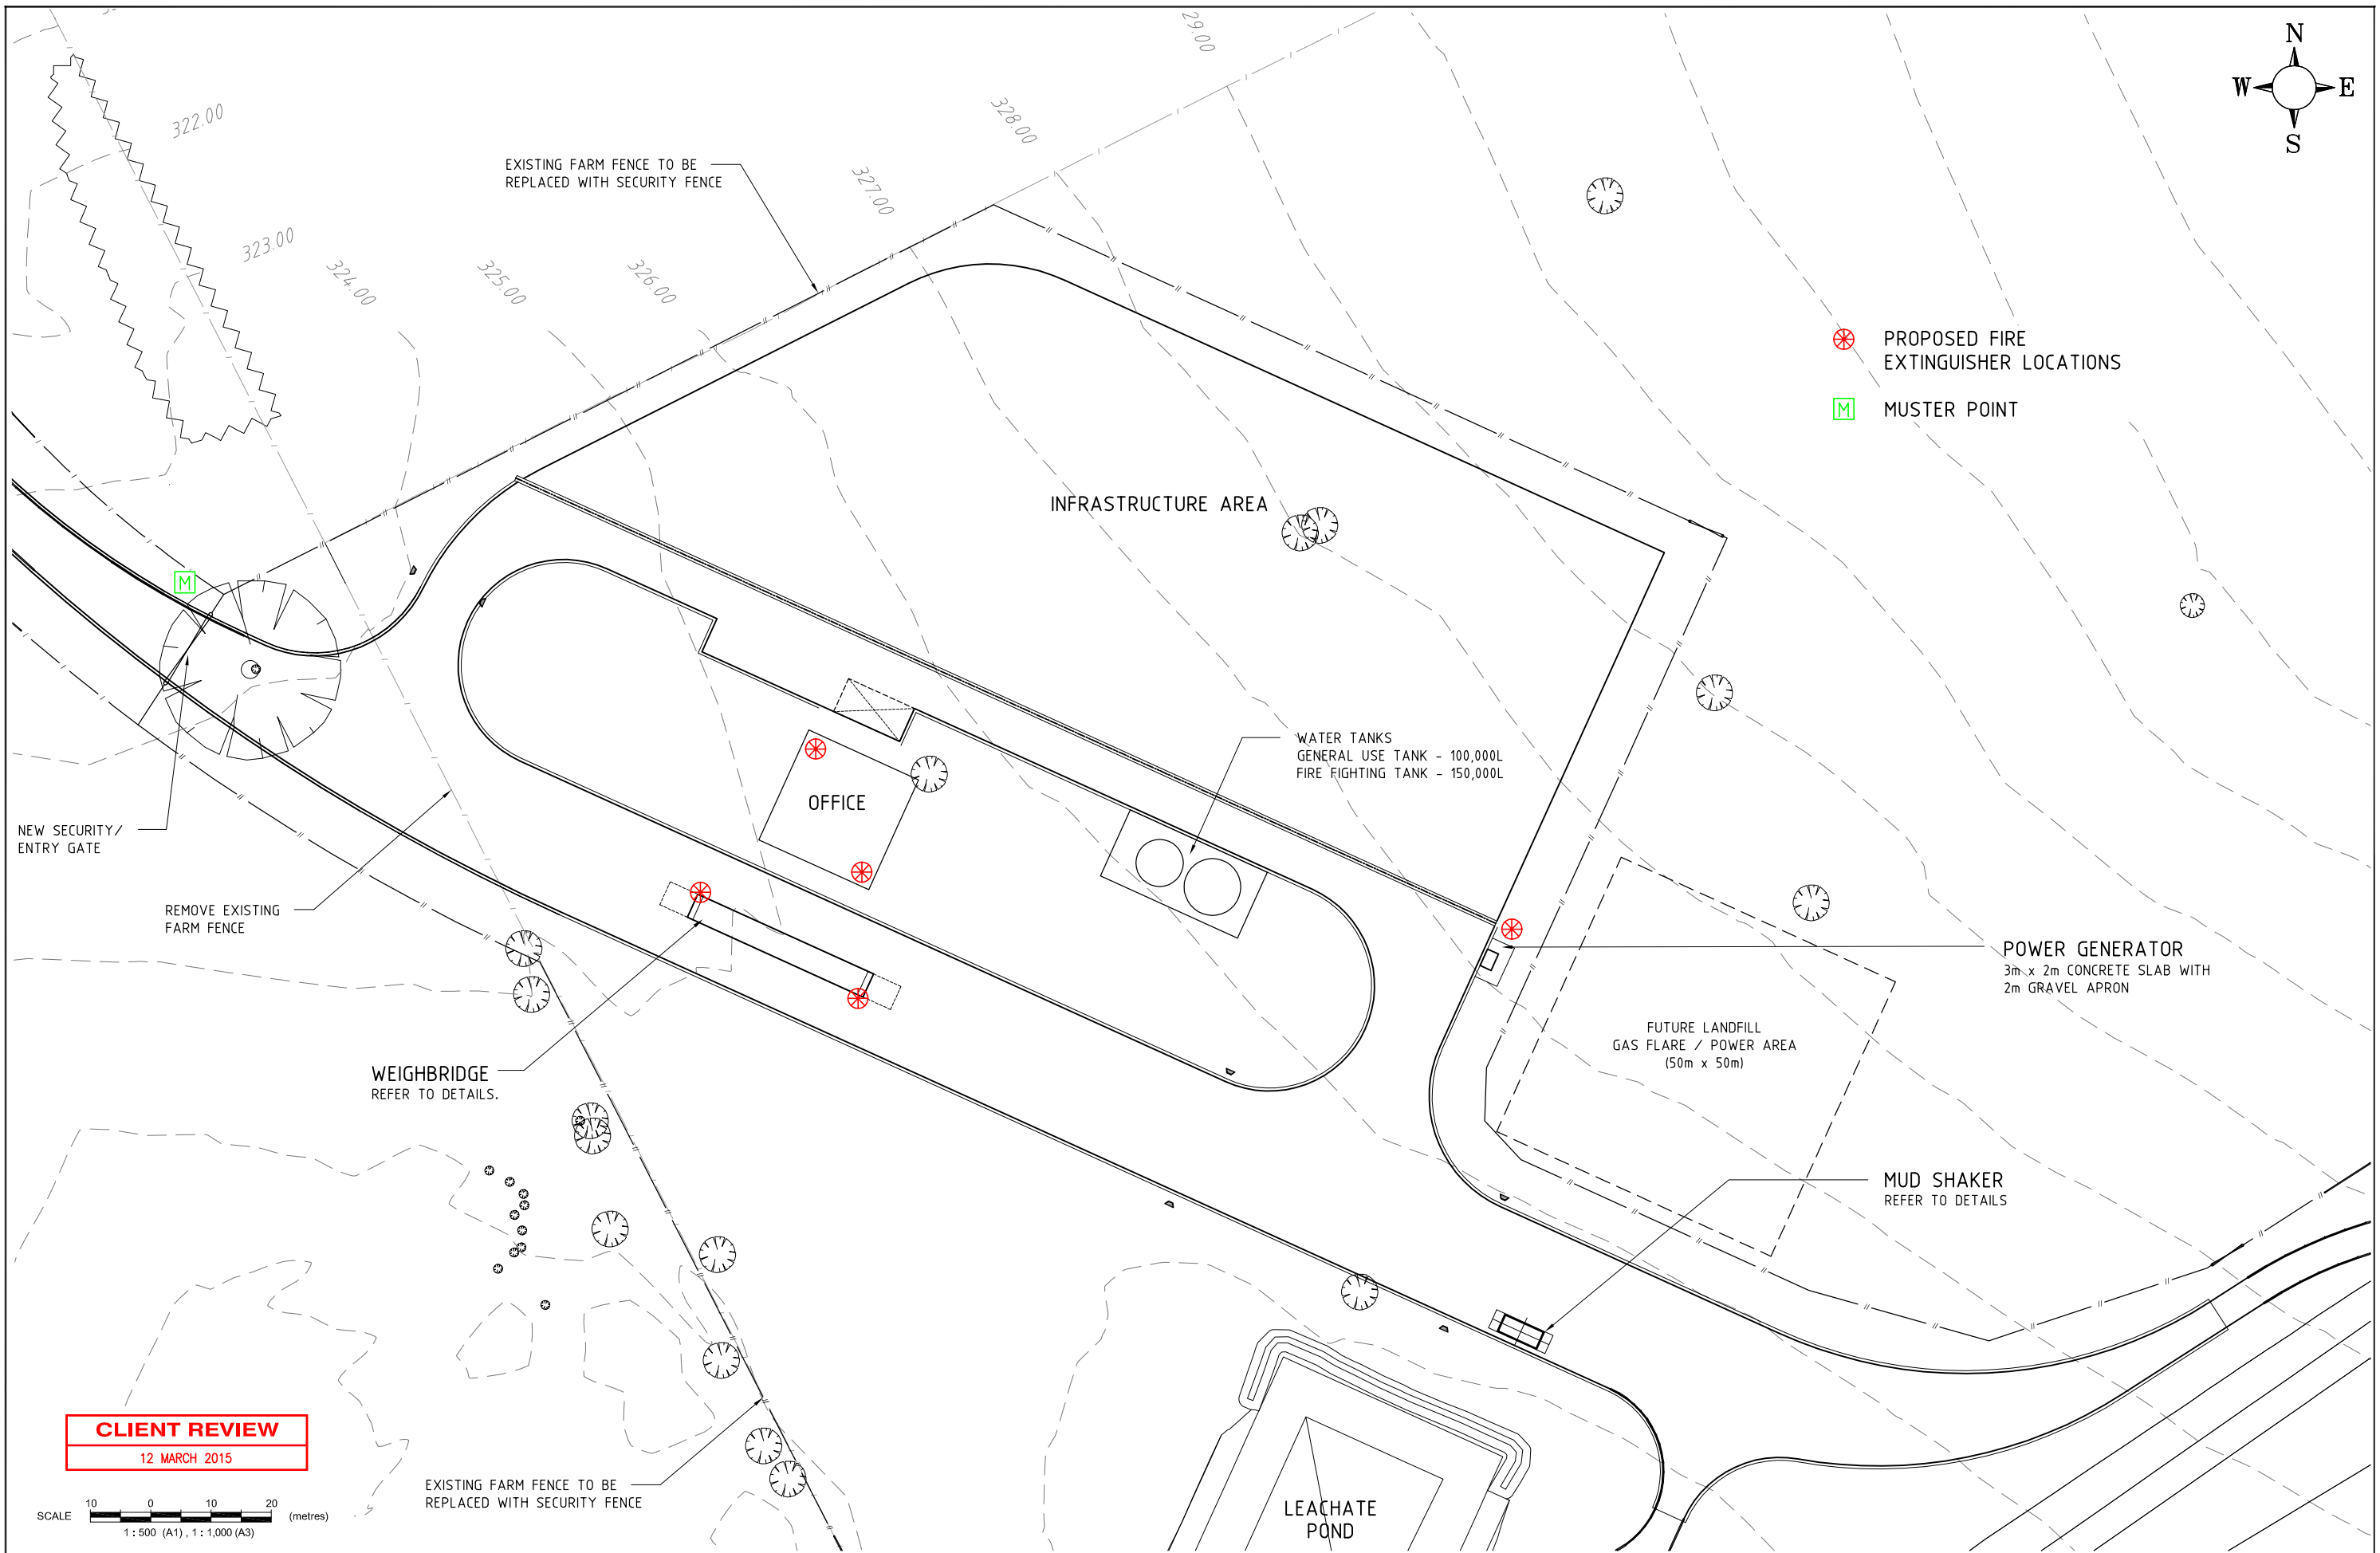 29.00
322.00
328.00
N
W E
S
EXISTING FARM FENCE TO BE
REPLACED WITH SECURITY FENCE
327.00
323.00
324.00
325.00
326.00
PROPOSED FIRE
EXTINGUISHER LOCATIONS
M MUSTER POINT
INFRASTRUCTURE AREA
M
WATER TANKS
GENERAL USE TANK - 100,000L
FIRE FIGHTING TANK - 150,000L
OFFICE
NEW SECURITY/
ENTRY GATE
REMOVE EXISTING
FARM FENCE
POWER GENERATOR
3m x 2m CONCRETE SLAB WITH
2m GRAVEL APRON
FUTURE LANDFILL
GAS FLARE / POWER AREA
(50m x 50m)
WEIGHBRIDGE
REFER TO DETAILS.
MUD SHAKER
REFER TO DETAILS
CLIENT REVIEW
12 MARCH 2015
EXISTING FARM FENCE TO BE
REPLACED WITH SECURITY FENCE
LEACHATE
POND
SCALE 10 0 10 20 (metres)
1 : 500 (A1) , 1 : 1,000 (A3)